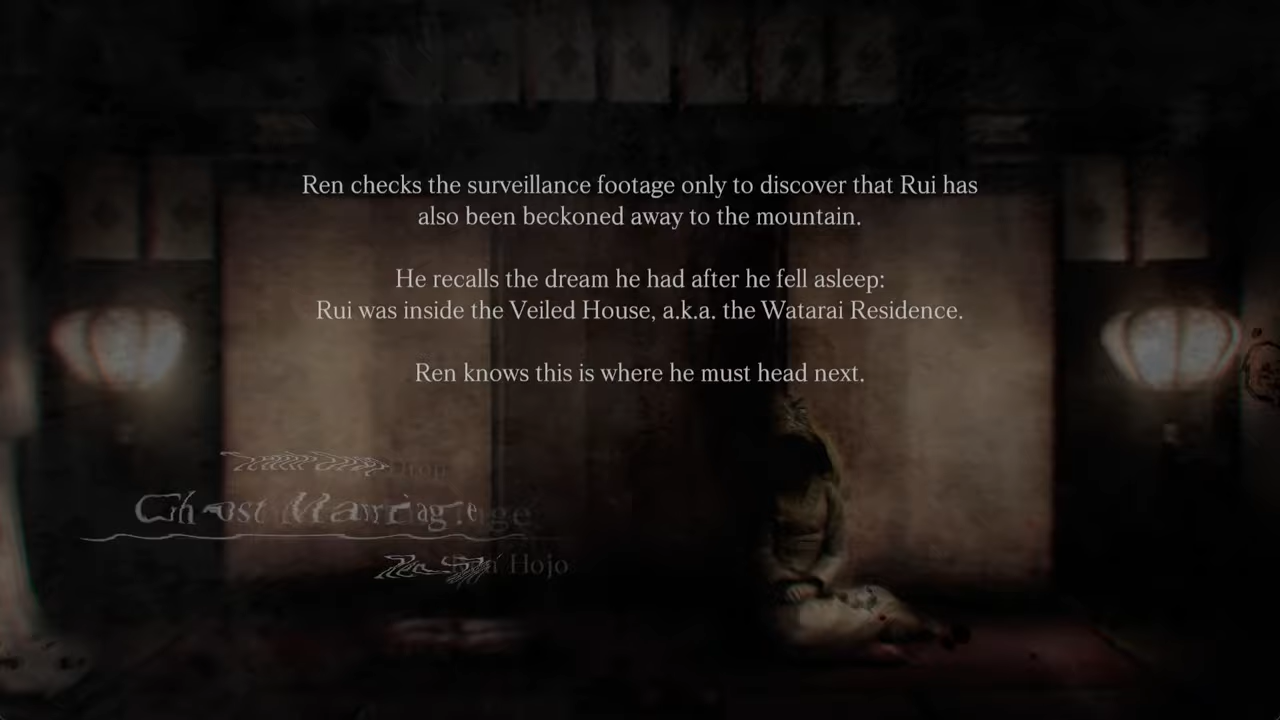 Ren checks the surveillance footage only to discover that Rui has
also been beckoned away to the mountain.
He recalls the dream he had after he fell asleep:
Rui was inside the Veiled House, a.k.a. the Watarai Residence.
Ren knows this is where he must head next.
Drop
Ghost Marriage
Ren Hojo